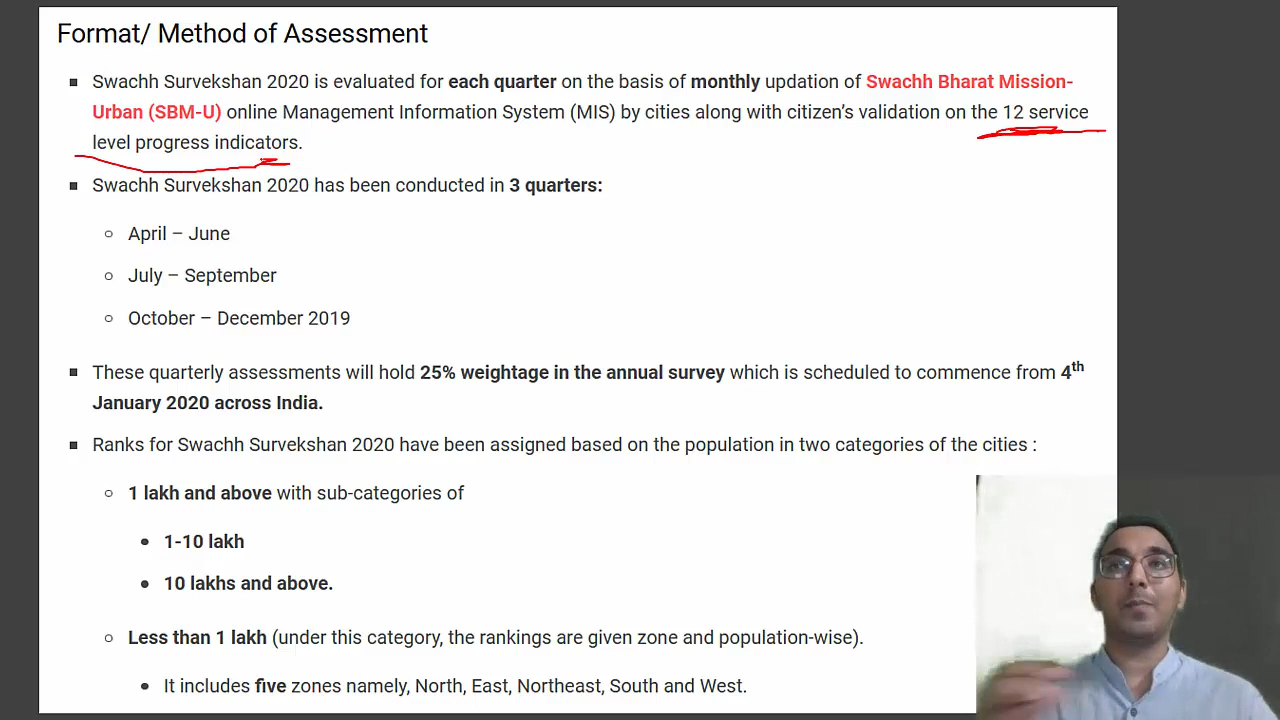 Format/ Method of Assessment
Swachh Survekshan 2020 is evaluated for each quarter on the basis of monthly updation of Swachh Bharat Mission-
Urban (SBM-U) online Management Information System (MIS) by cities along with citizen’s validation on the 12 service
level progress indicators.
Swachh Survekshan 2020 has been conducted in 3 quarters:
April – June
July – September
October – December 2019
These quarterly assessments will hold 25% weightage in the annual survey which is scheduled to commence from 4th
January 2020 across India.
Ranks for Swachh Survekshan 2020 have been assigned based on the population in two categories of the cities :
1 lakh and above with sub-categories of
1-10 lakh
10 lakhs and above.
Less than 1 lakh (under this category, the rankings are given zone and population-wise).
It includes five zones namely, North, East, Northeast, South and West.